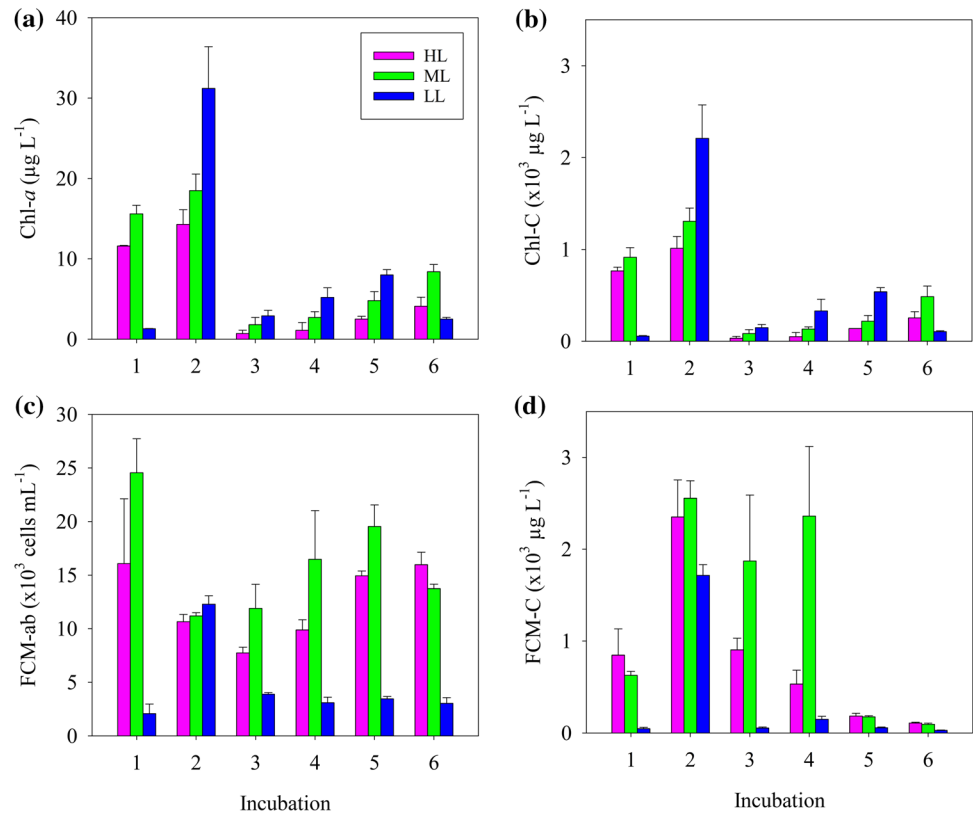 (a)
Chl-a (µg L⁻¹)
40
30
20
10
0
HL
ML
LL
1 2 3 4 5 6
(b)
Chl-C (x10³ µg L⁻¹)
3
2
1
0
1 2 3 4 5 6
(c)
FCM-ab (x10³ cells mL⁻¹)
30
25
20
15
10
5
0
1 2 3 4 5 6
Incubation
(d)
FCM-C (x10³ µg L⁻¹)
3
2
1
0
1 2 3 4 5 6
Incubation